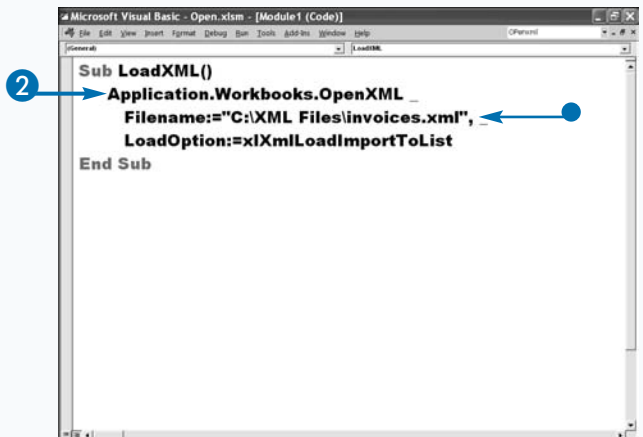 Microsoft Visual Basic - Open.xlsm - [Module1 (Code)]
File Edit View Insert Format Debug Run Tools Add-Ins Window Help
(General) LoadXML
Sub LoadXML()
2
Application.Workbooks.OpenXML _
Filename:="C:\XML Files\invoices.xml", _
LoadOption:=xlXmlLoadImportToList
End Sub